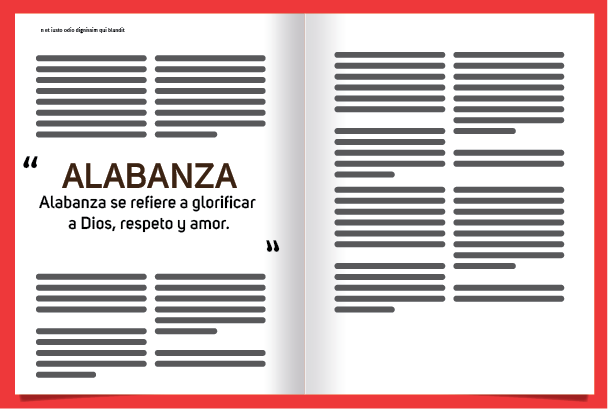 n et iusto odio dignissim qui blandit
“
ALABANZA
Alabanza se refiere a glorificar
a Dios, respeto y amor.
”